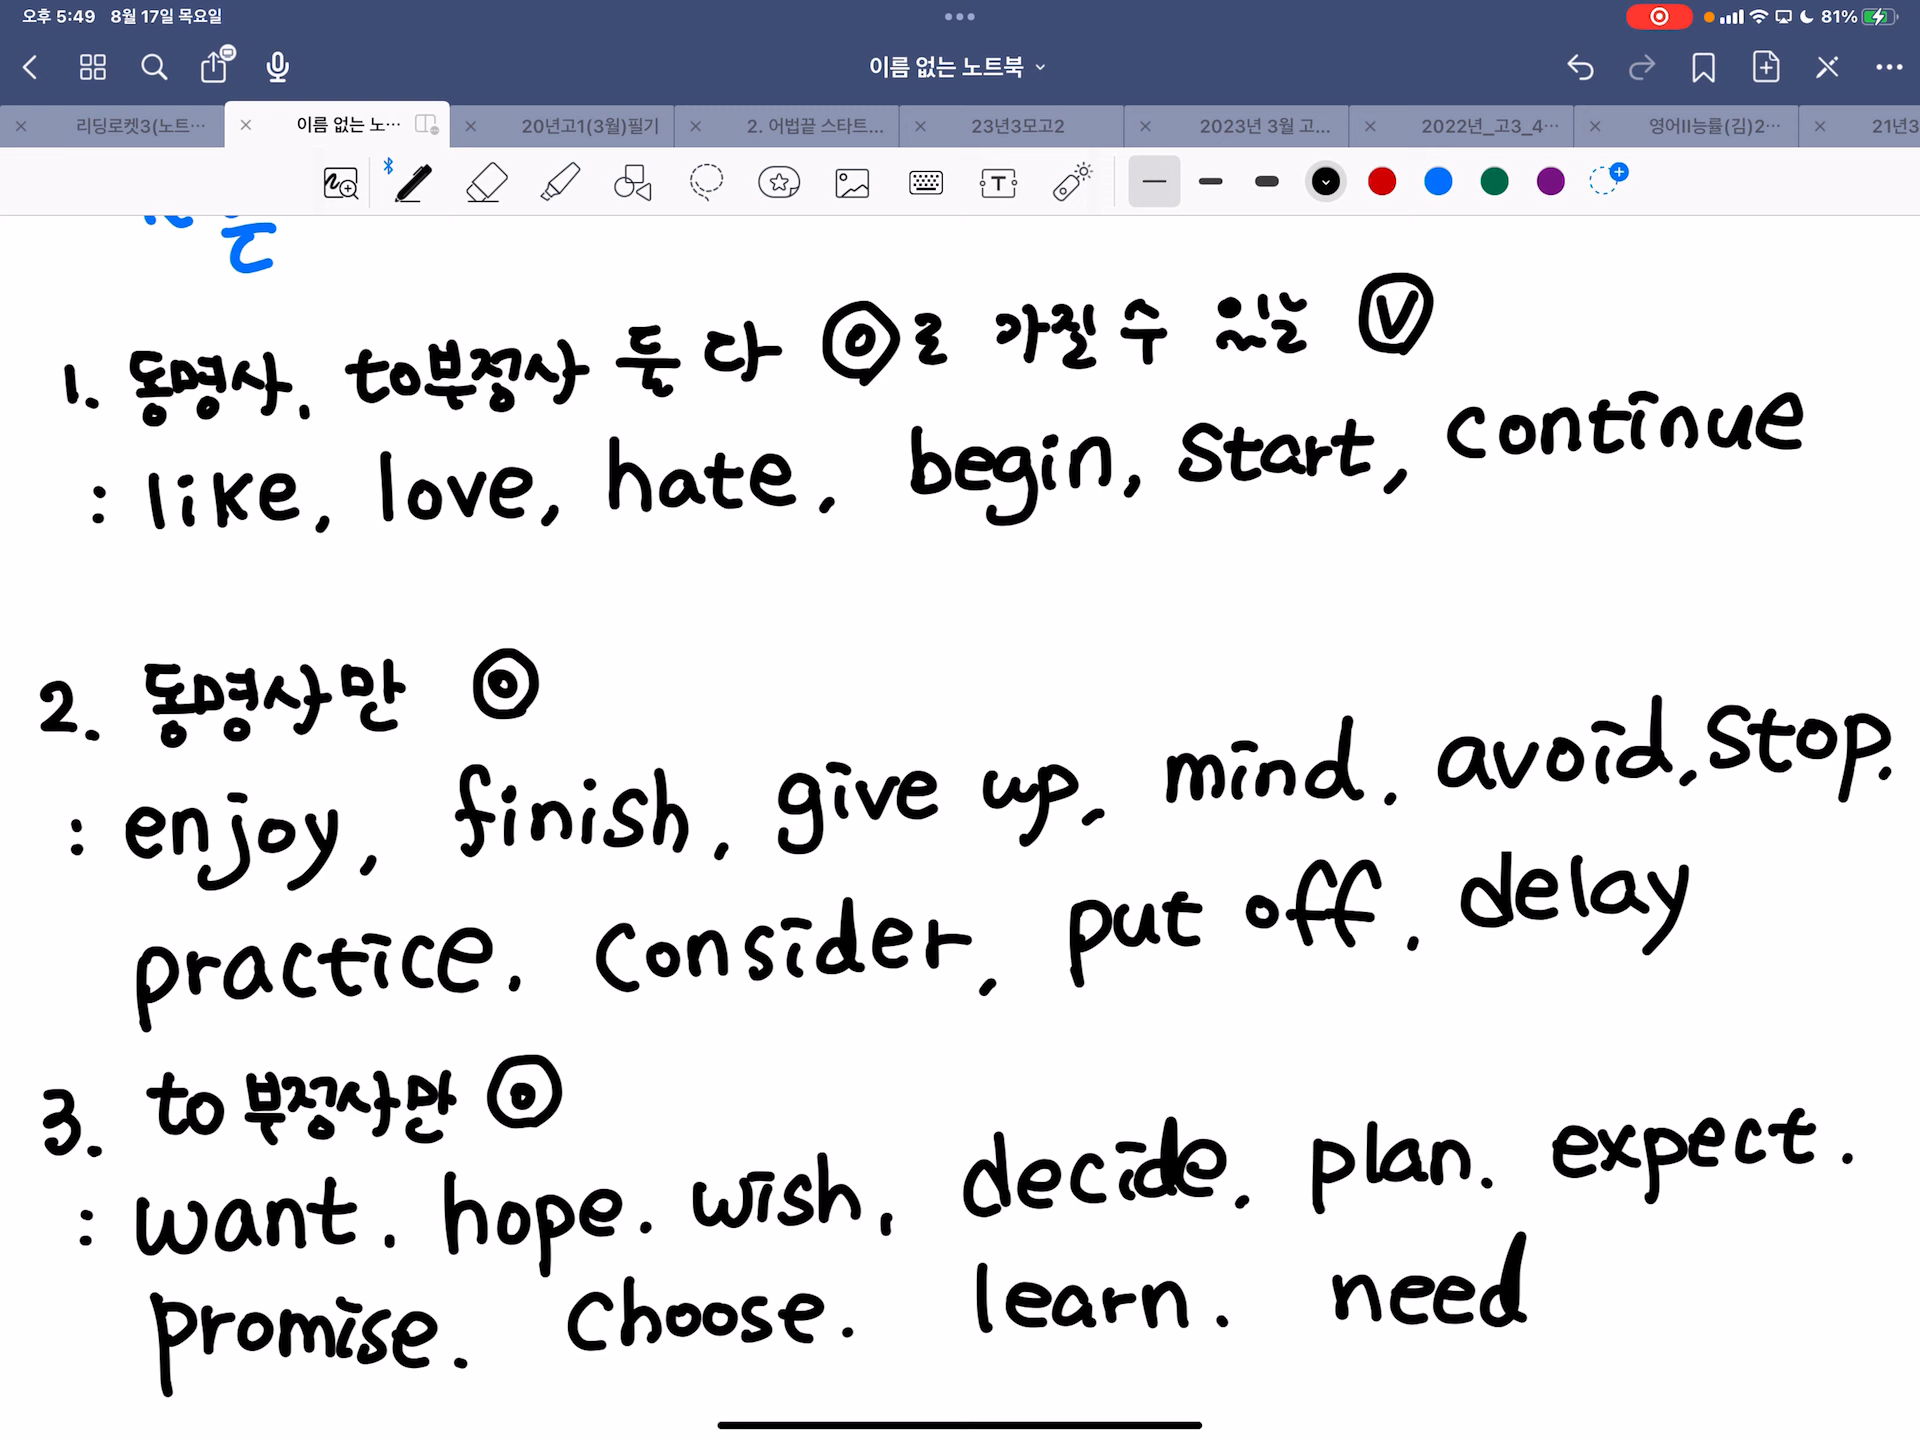 오후 5:49 8월 17일 목요일 81%
이름 없는 노트북
리딩로켓3(노트… 이름 없는 노… 20년고1(3월)필기 2. 어법끝 스타트… 23년3모고2 2023년 3월 고… 2022년_고3_4… 영어II능률(김)2… 21년3
1. 동명사, to부정사 둘 다 ⓞ로 가질 수 있는 Ⓥ
: like, love, hate, begin, start, continue
2. 동명사만 ⓞ
: enjoy, finish, give up, mind, avoid, stop,
practice, consider, put off, delay
3. to 부정사만 ⓞ
: want, hope, wish, decide, plan, expect,
promise, choose, learn, need